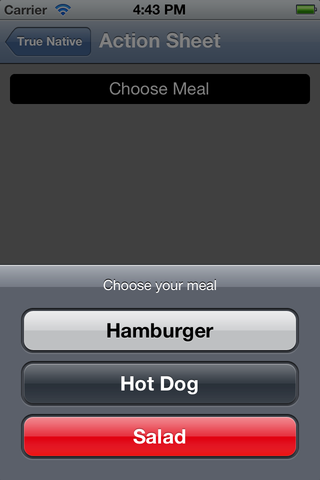 Carrier 4:43 PM
True Native Action Sheet
Choose Meal
Choose your meal
Hamburger
Hot Dog
Salad